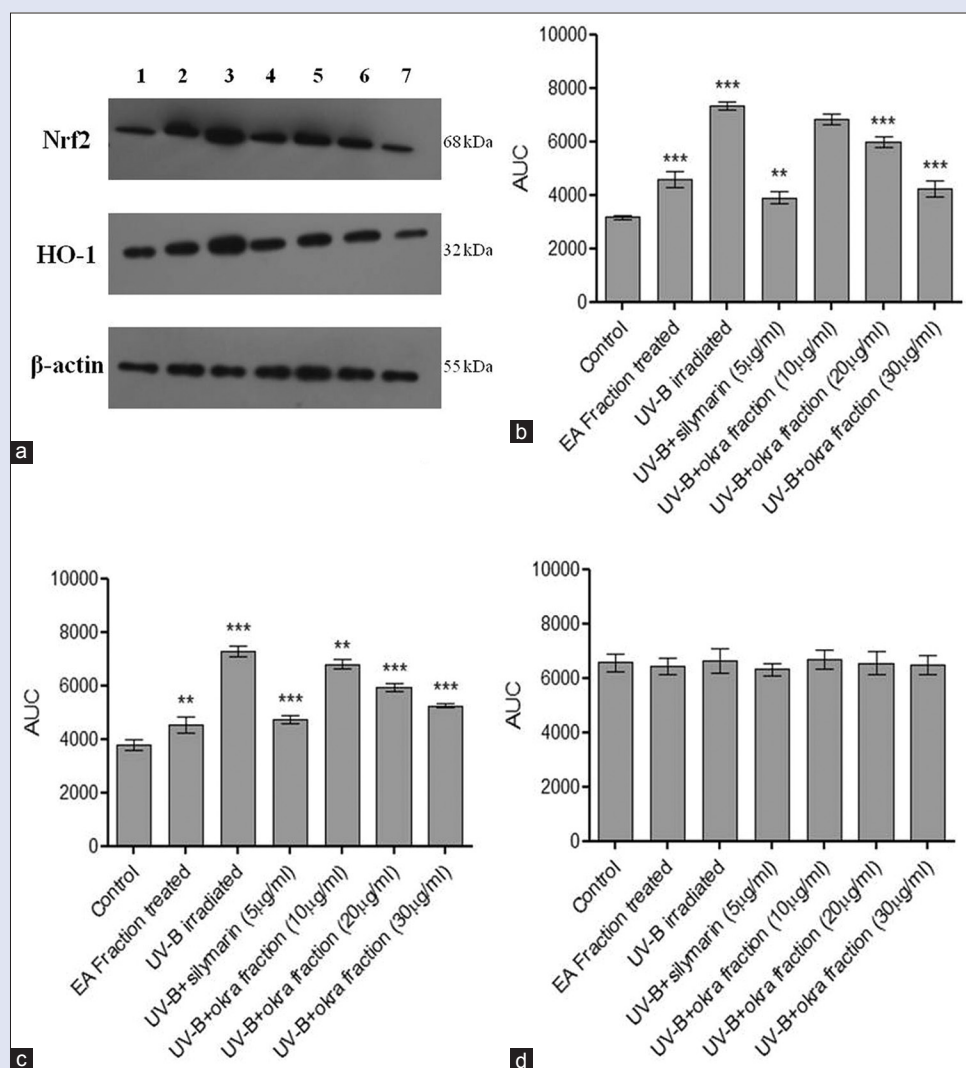 1 2 3 4 5 6 7
Nrf2
68 kDa
HO-1
32 kDa
β-actin
55 kDa
a
10000
8000
6000
4000
2000
0
AUC
***
***
**
***
***
Control
EA Fraction treated
UV-B irradiated
UV-B+silymarin (5µg/ml)
UV-B+okra fraction (10µg/ml)
UV-B+okra fraction (20µg/ml)
UV-B+okra fraction (30µg/ml)
b
10000
8000
6000
4000
2000
0
AUC
**
***
***
**
***
***
Control
EA Fraction treated
UV-B irradiated
UV-B+silymarin (5µg/ml)
UV-B+okra fraction (10µg/ml)
UV-B+okra fraction (20µg/ml)
UV-B+okra fraction (30µg/ml)
c
10000
8000
6000
4000
2000
0
AUC
Control
EA Fraction treated
UV-B irradiated
UV-B+silymarin (5µg/ml)
UV-B+okra fraction (10µg/ml)
UV-B+okra fraction (20µg/ml)
UV-B+okra fraction (30µg/ml)
d